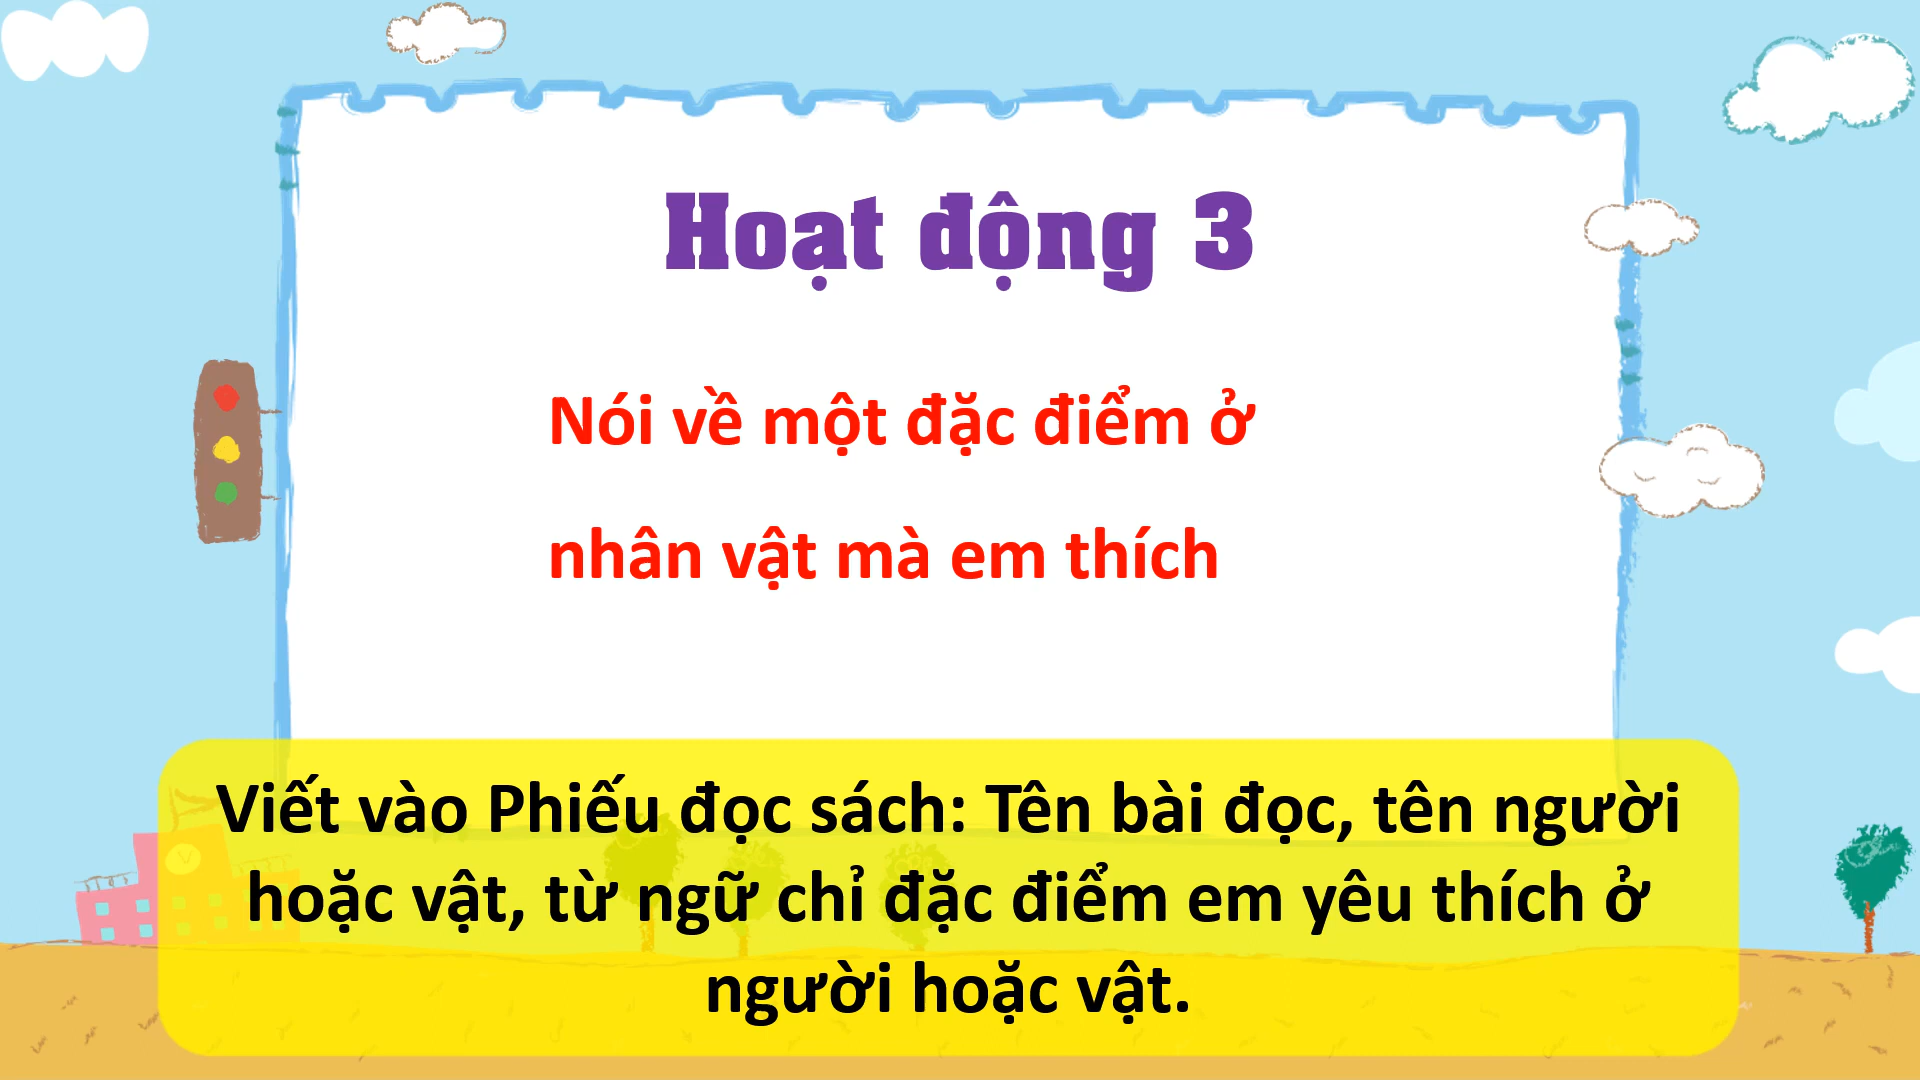 Hoạt động 3
Nói về một đặc điểm ở
nhân vật mà em thích
Viết vào Phiếu đọc sách: Tên bài đọc, tên người
hoặc vật, từ ngữ chỉ đặc điểm em yêu thích ở
người hoặc vật.